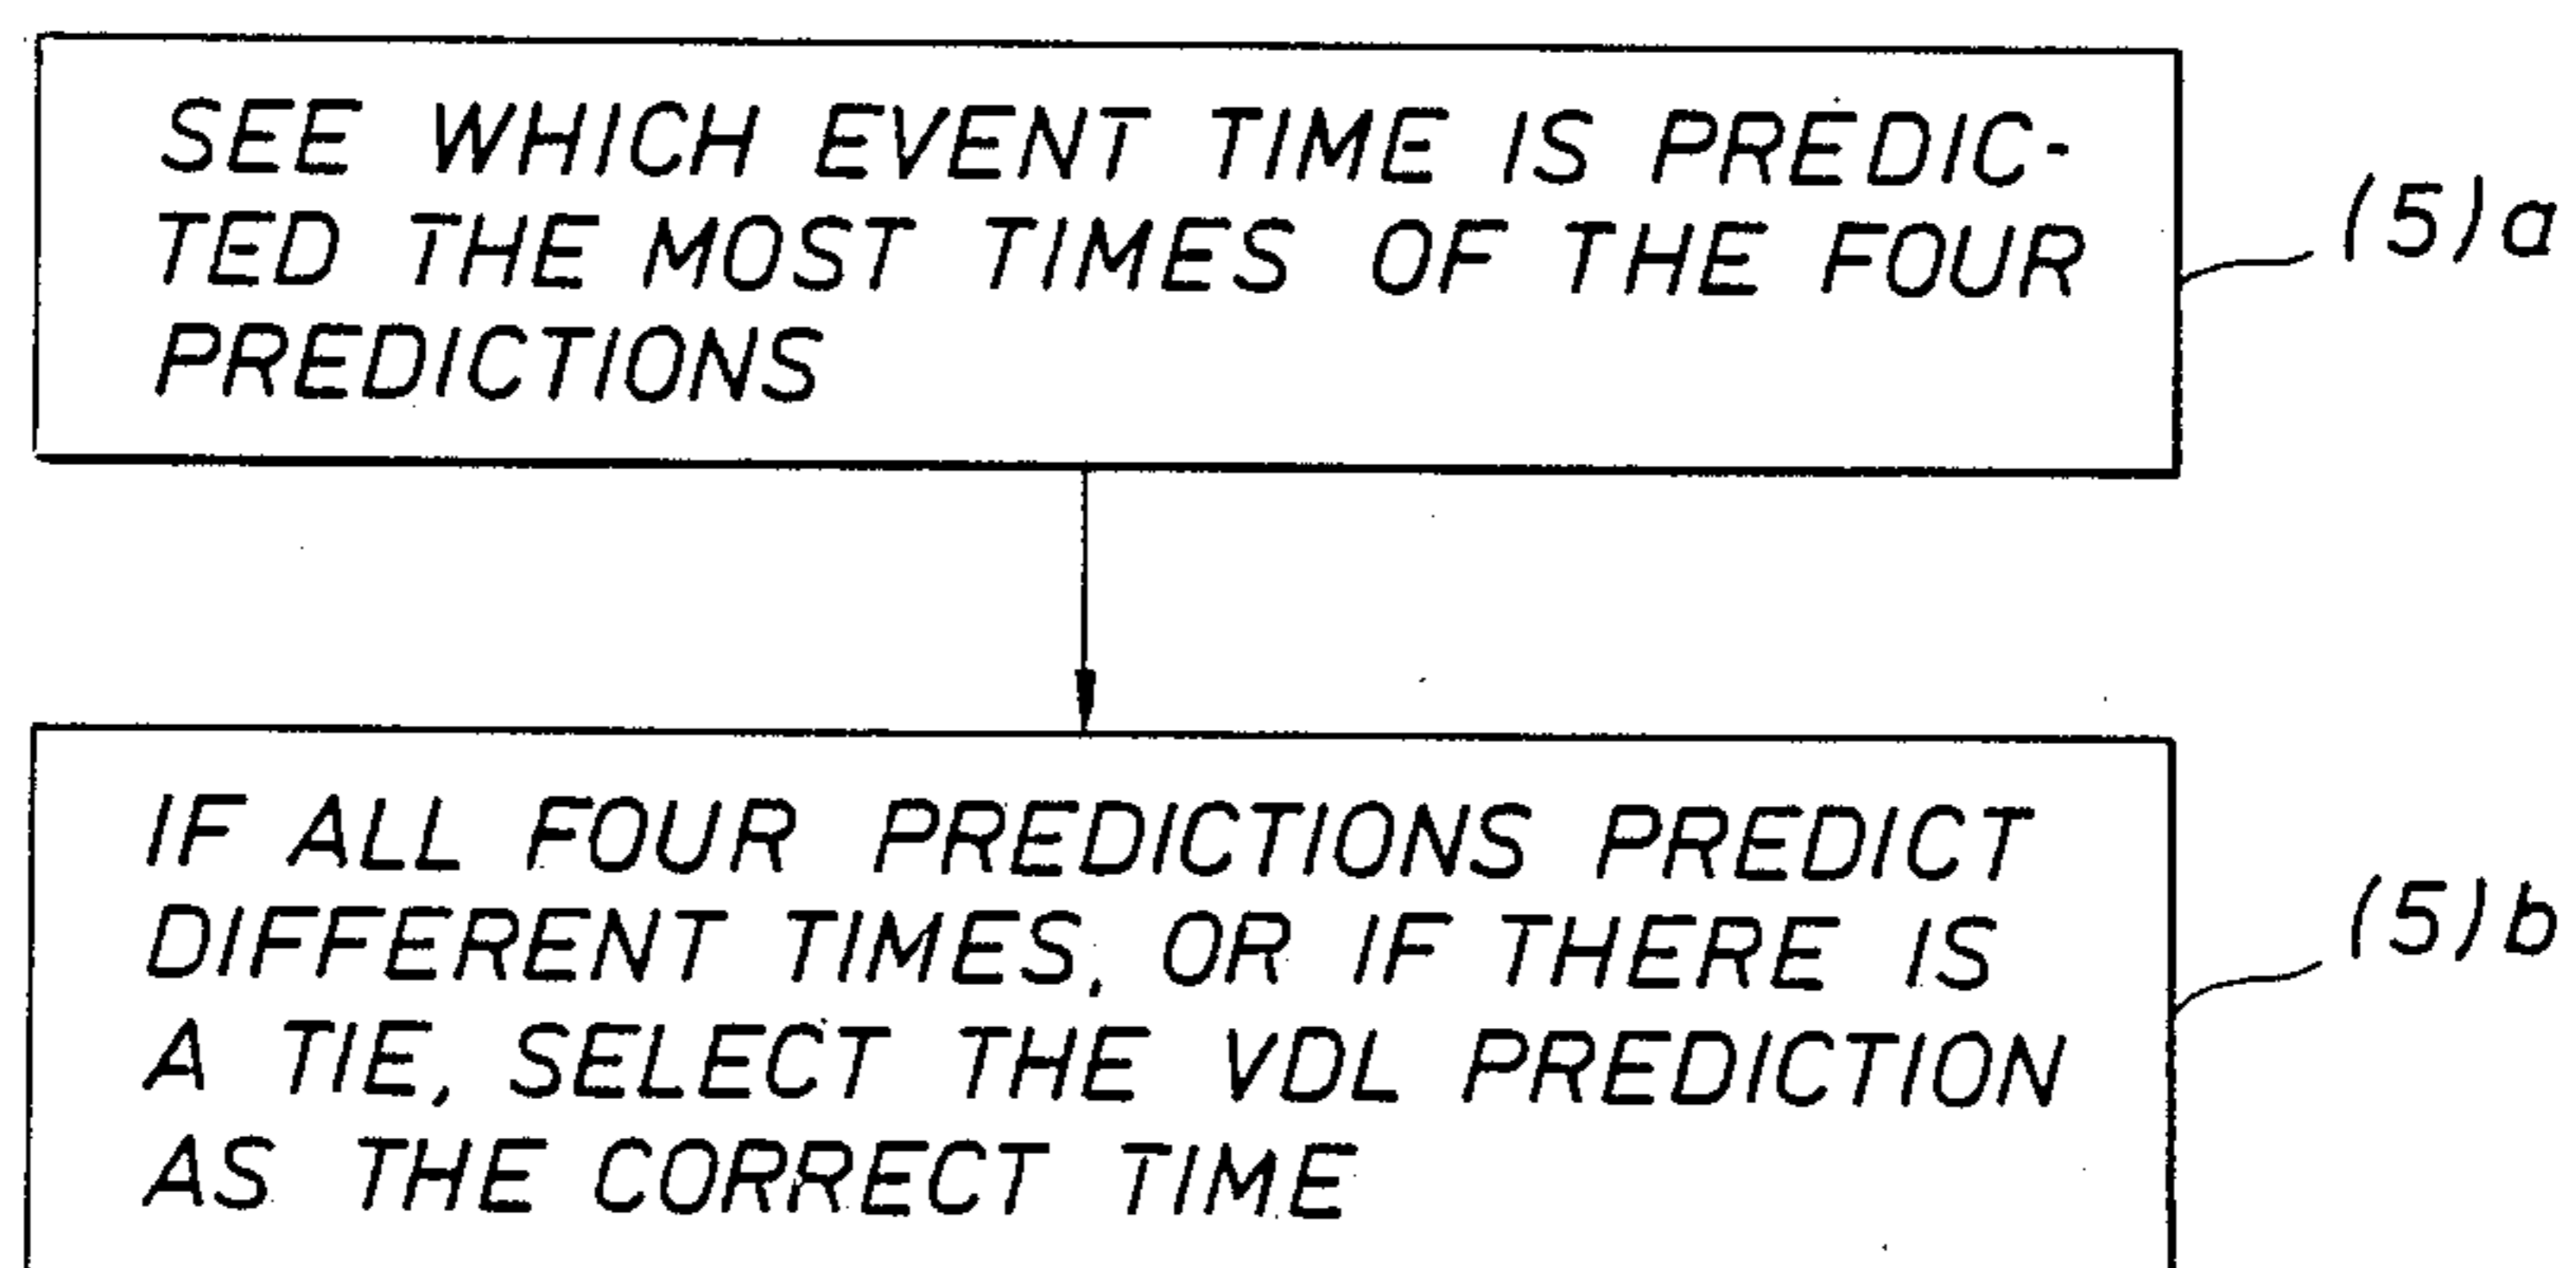 SEE WHICH EVENT TIME IS PREDIC-
TED THE MOST TIMES OF THE FOUR
PREDICTIONS
(5)a
IF ALL FOUR PREDICTIONS PREDICT
DIFFERENT TIMES, OR IF THERE IS
A TIE, SELECT THE VDL PREDICTION
AS THE CORRECT TIME
(5)b